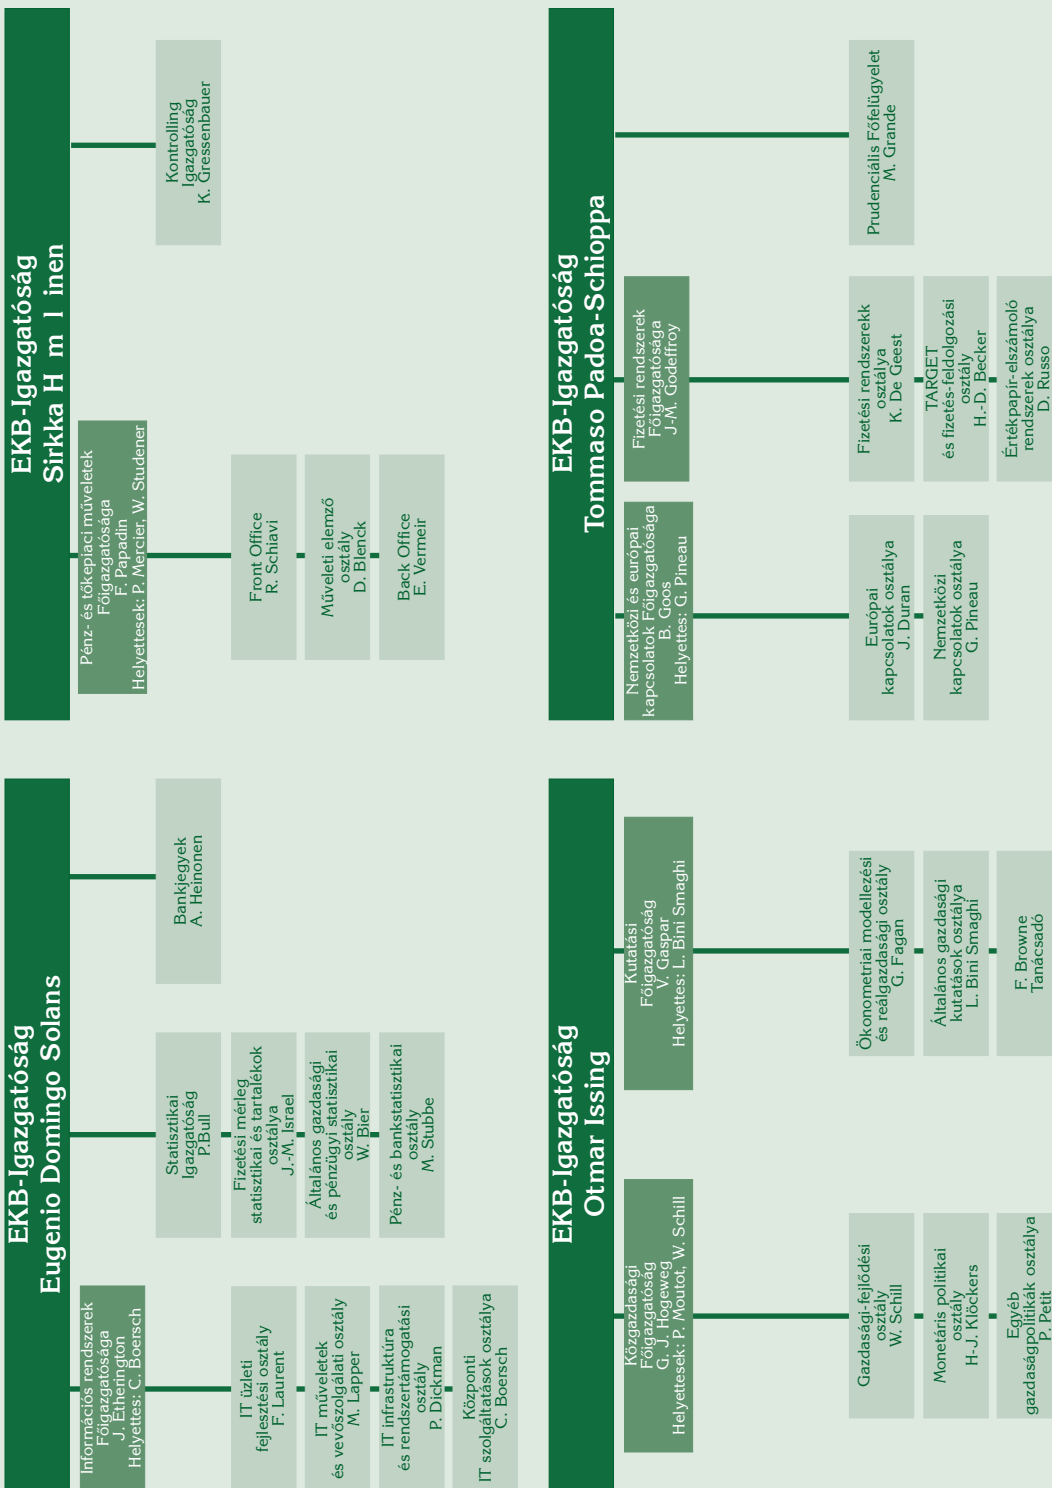 EKB-Igazgatóság
Eugenio Domingo Solans
Információs rendszerek
Főigazgatósága
J. Etherington
Helyettes: C. Boersch
IT üzleti
fejlesztési osztály
F. Laurent
IT műveletek
és vevőszolgálati osztály
M. Lapper
IT infrastruktúra
és rendszertámogatási
osztály
P. Dickman
Központi
IT szolgáltatások osztálya
C. Boersch
Statisztikai
Igazgatóság
P.Bull
Fizetési mérleg
statisztikai és tartalékok
osztálya
J.-M. Israel
Általános gazdasági
és pénzügyi statisztikai
osztály
W. Bier
Pénz- és bankstatisztikai
osztály
M. Stubbe
Bankjegyek
A. Heinonen
EKB-Igazgatóság
Sirkka H m l inen
Pénz- és tőkepiaci műveletek
Főigazgatósága
F. Papadin
Helyettesek: P. Mercier, W. Studener
Front Office
R. Schiavi
Műveleti elemző
osztály
D. Blenck
Back Office
E. Vermeir
Kontrolling
Igazgatóság
K. Gressenbauer
EKB-Igazgatóság
Otmar Issing
Közgazdasági
Főigazgatóság
G. J. Hogeweg
Helyettesek: P. Moutot, W. Schill
Gazdasági-fejlődési
osztály
W. Schill
Monetáris politikai
osztály
H-J. Klöckers
Egyéb
gazdaságpolitikák osztálya
P. Petit
Kutatási
Főigazgatóság
V. Gaspar
Helyettes: L. Bini Smaghi
Ökonometriai modellezési
és reálgazdasági osztály
G. Fagan
Általános gazdasági
kutatások osztálya
L. Bini Smaghi
F. Browne
Tanácsadó
EKB-Igazgatóság
Tommaso Padoa-Schioppa
Nemzetközi és európai
kapcsolatok Főigazgatósága
B. Goos
Helyettes: G. Pineau
Európai
kapcsolatok osztálya
J. Duran
Nemzetközi
kapcsolatok osztálya
G. Pineau
Fizetési rendszerek
Főigazgatósága
J-M. Godeffroy
Fizetési rendszerekk
osztálya
K. De Geest
TARGET
és fizetés-feldolgozási
osztály
H.-D. Becker
Értékpapír-elszámoló
rendszerek osztálya
D. Russo
Prudenciális Főfelügyelet
M. Grande